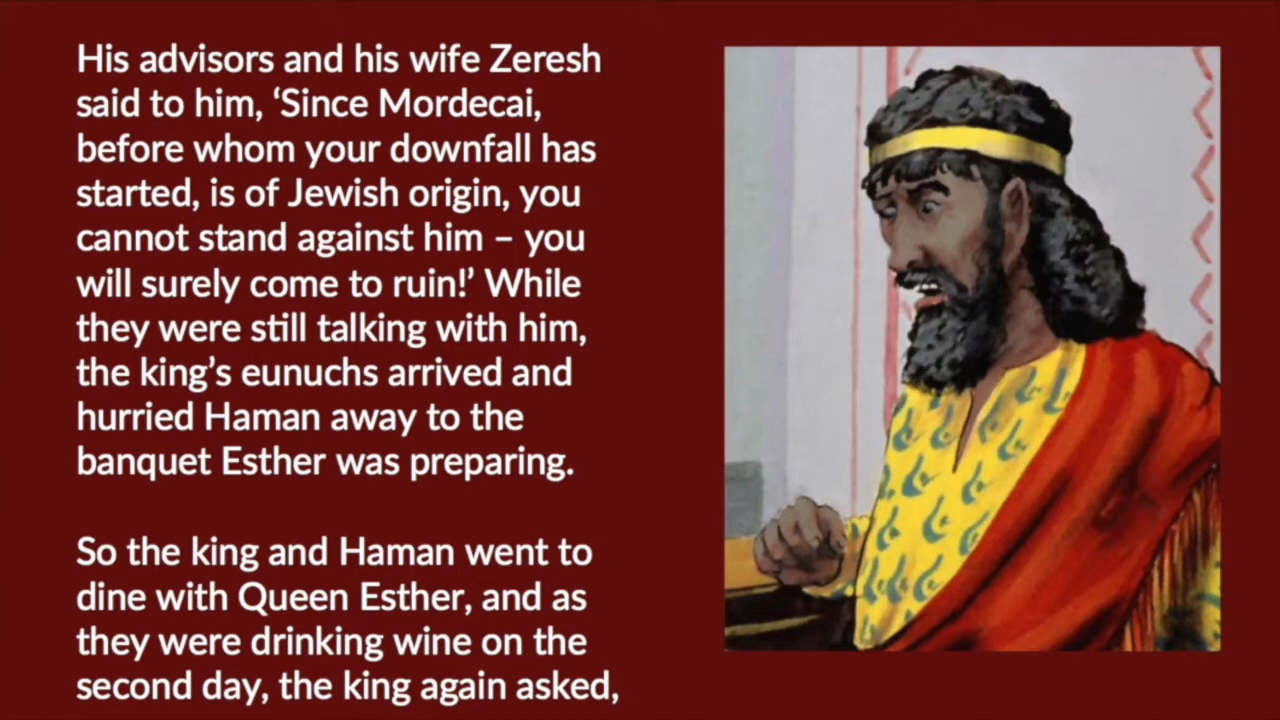 His advisors and his wife Zeresh
said to him, ‘Since Mordecai,
before whom your downfall has
started, is of Jewish origin, you
cannot stand against him – you
will surely come to ruin!’ While
they were still talking with him,
the king’s eunuchs arrived and
hurried Haman away to the
banquet Esther was preparing.
So the king and Haman went to
dine with Queen Esther, and as
they were drinking wine on the
second day, the king again asked,